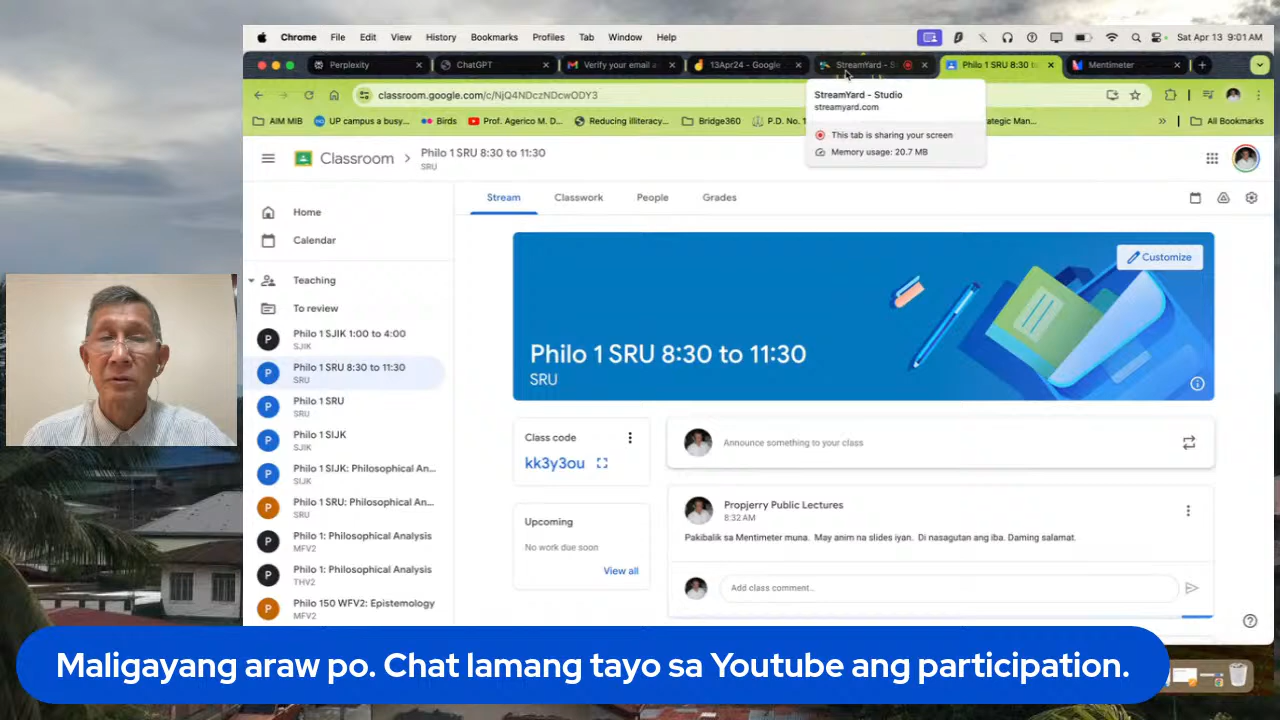 Chrome File Edit View History Bookmarks Profiles Tab Window Help Sat Apr 13 9:01 AM
Perplexity ChatGPT Verify your email a 13Apr24 - Google StreamYard - S Philo 1 SRU 8:30 to Mentimeter
classroom.google.com/c/NjQ4NDczNDcwODY3
StreamYard - Studio
streamyard.com
This tab is sharing your screen
Memory usage: 20.7 MB
AIM MIB UP campus a busy... Birds Prof. Agerico M. D... Reducing illiteracy... Bridge360 P.D. No. 1 ategic Man... » All Bookmarks
Classroom > Philo 1 SRU 8:30 to 11:30
SRU
Stream Classwork People Grades
Home
Calendar
Teaching
To review
P Philo 1 SJIK 1:00 to 4:00
SJIK
P Philo 1 SRU 8:30 to 11:30
SRU
P Philo 1 SRU
SRU
P Philo 1 SIJK
SJIK
P Philo 1 SIJK: Philosophical An...
SIJK
P Philo 1 SRU: Philosophical An...
SRU
P Philo 1: Philosophical Analysis
MFV2
P Philo 1: Philosophical Analysis
THV2
P Philo 150 WFV2: Epistemology
MFV2
Customize
Philo 1 SRU 8:30 to 11:30
SRU
Class code
kk3y3ou
Upcoming
No work due soon
View all
Announce something to your class
Propjerry Public Lectures
8:32 AM
Pakibalik sa Mentimeter muna. May anim na slides iyan. Di nasagutan ang iba. Daming salamat.
Add class comment...
Maligayang araw po. Chat lamang tayo sa Youtube ang participation.